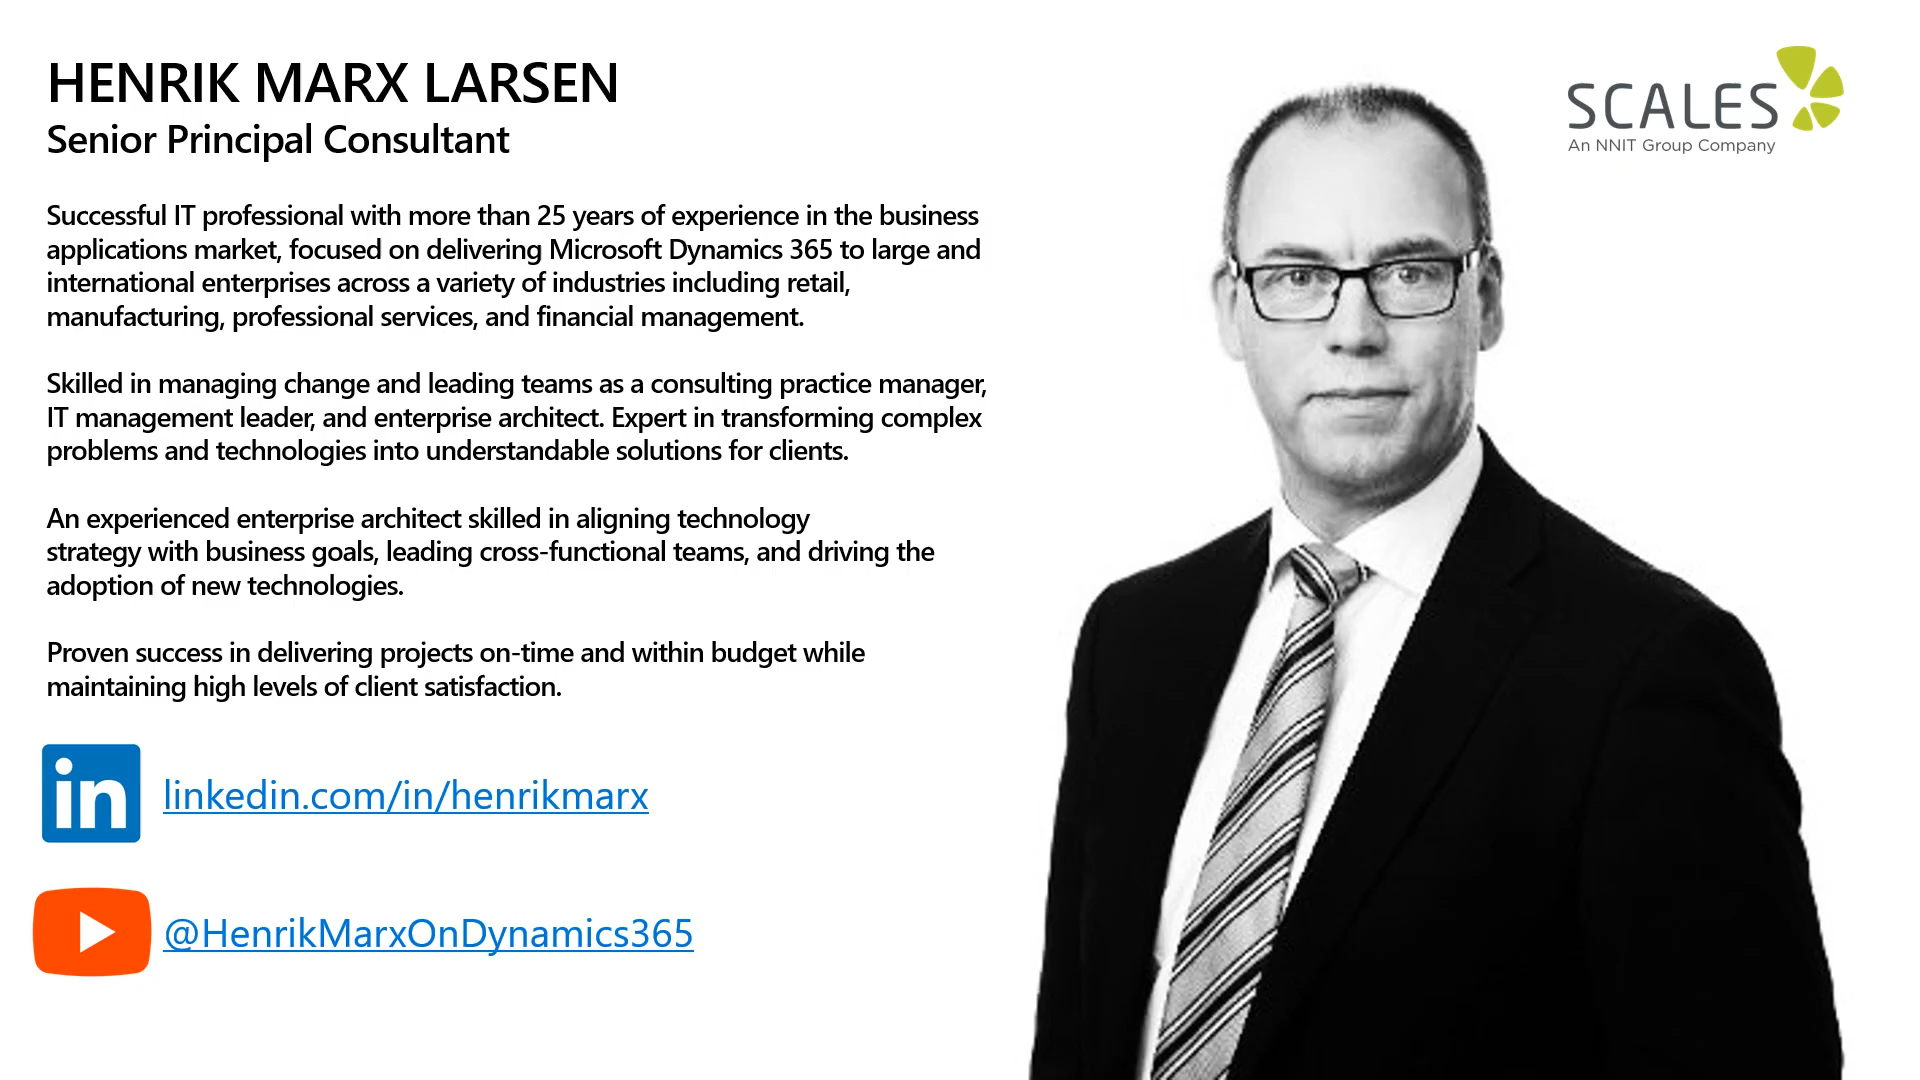 HENRIK MARX LARSEN
Senior Principal Consultant
SCALES
An NNIT Group Company
Successful IT professional with more than 25 years of experience in the business
applications market, focused on delivering Microsoft Dynamics 365 to large and
international enterprises across a variety of industries including retail,
manufacturing, professional services, and financial management.
Skilled in managing change and leading teams as a consulting practice manager,
IT management leader, and enterprise architect. Expert in transforming complex
problems and technologies into understandable solutions for clients.
An experienced enterprise architect skilled in aligning technology
strategy with business goals, leading cross-functional teams, and driving the
adoption of new technologies.
Proven success in delivering projects on-time and within budget while
maintaining high levels of client satisfaction.
in
linkedin.com/in/henrikmarx
@HenrikMarxOnDynamics365